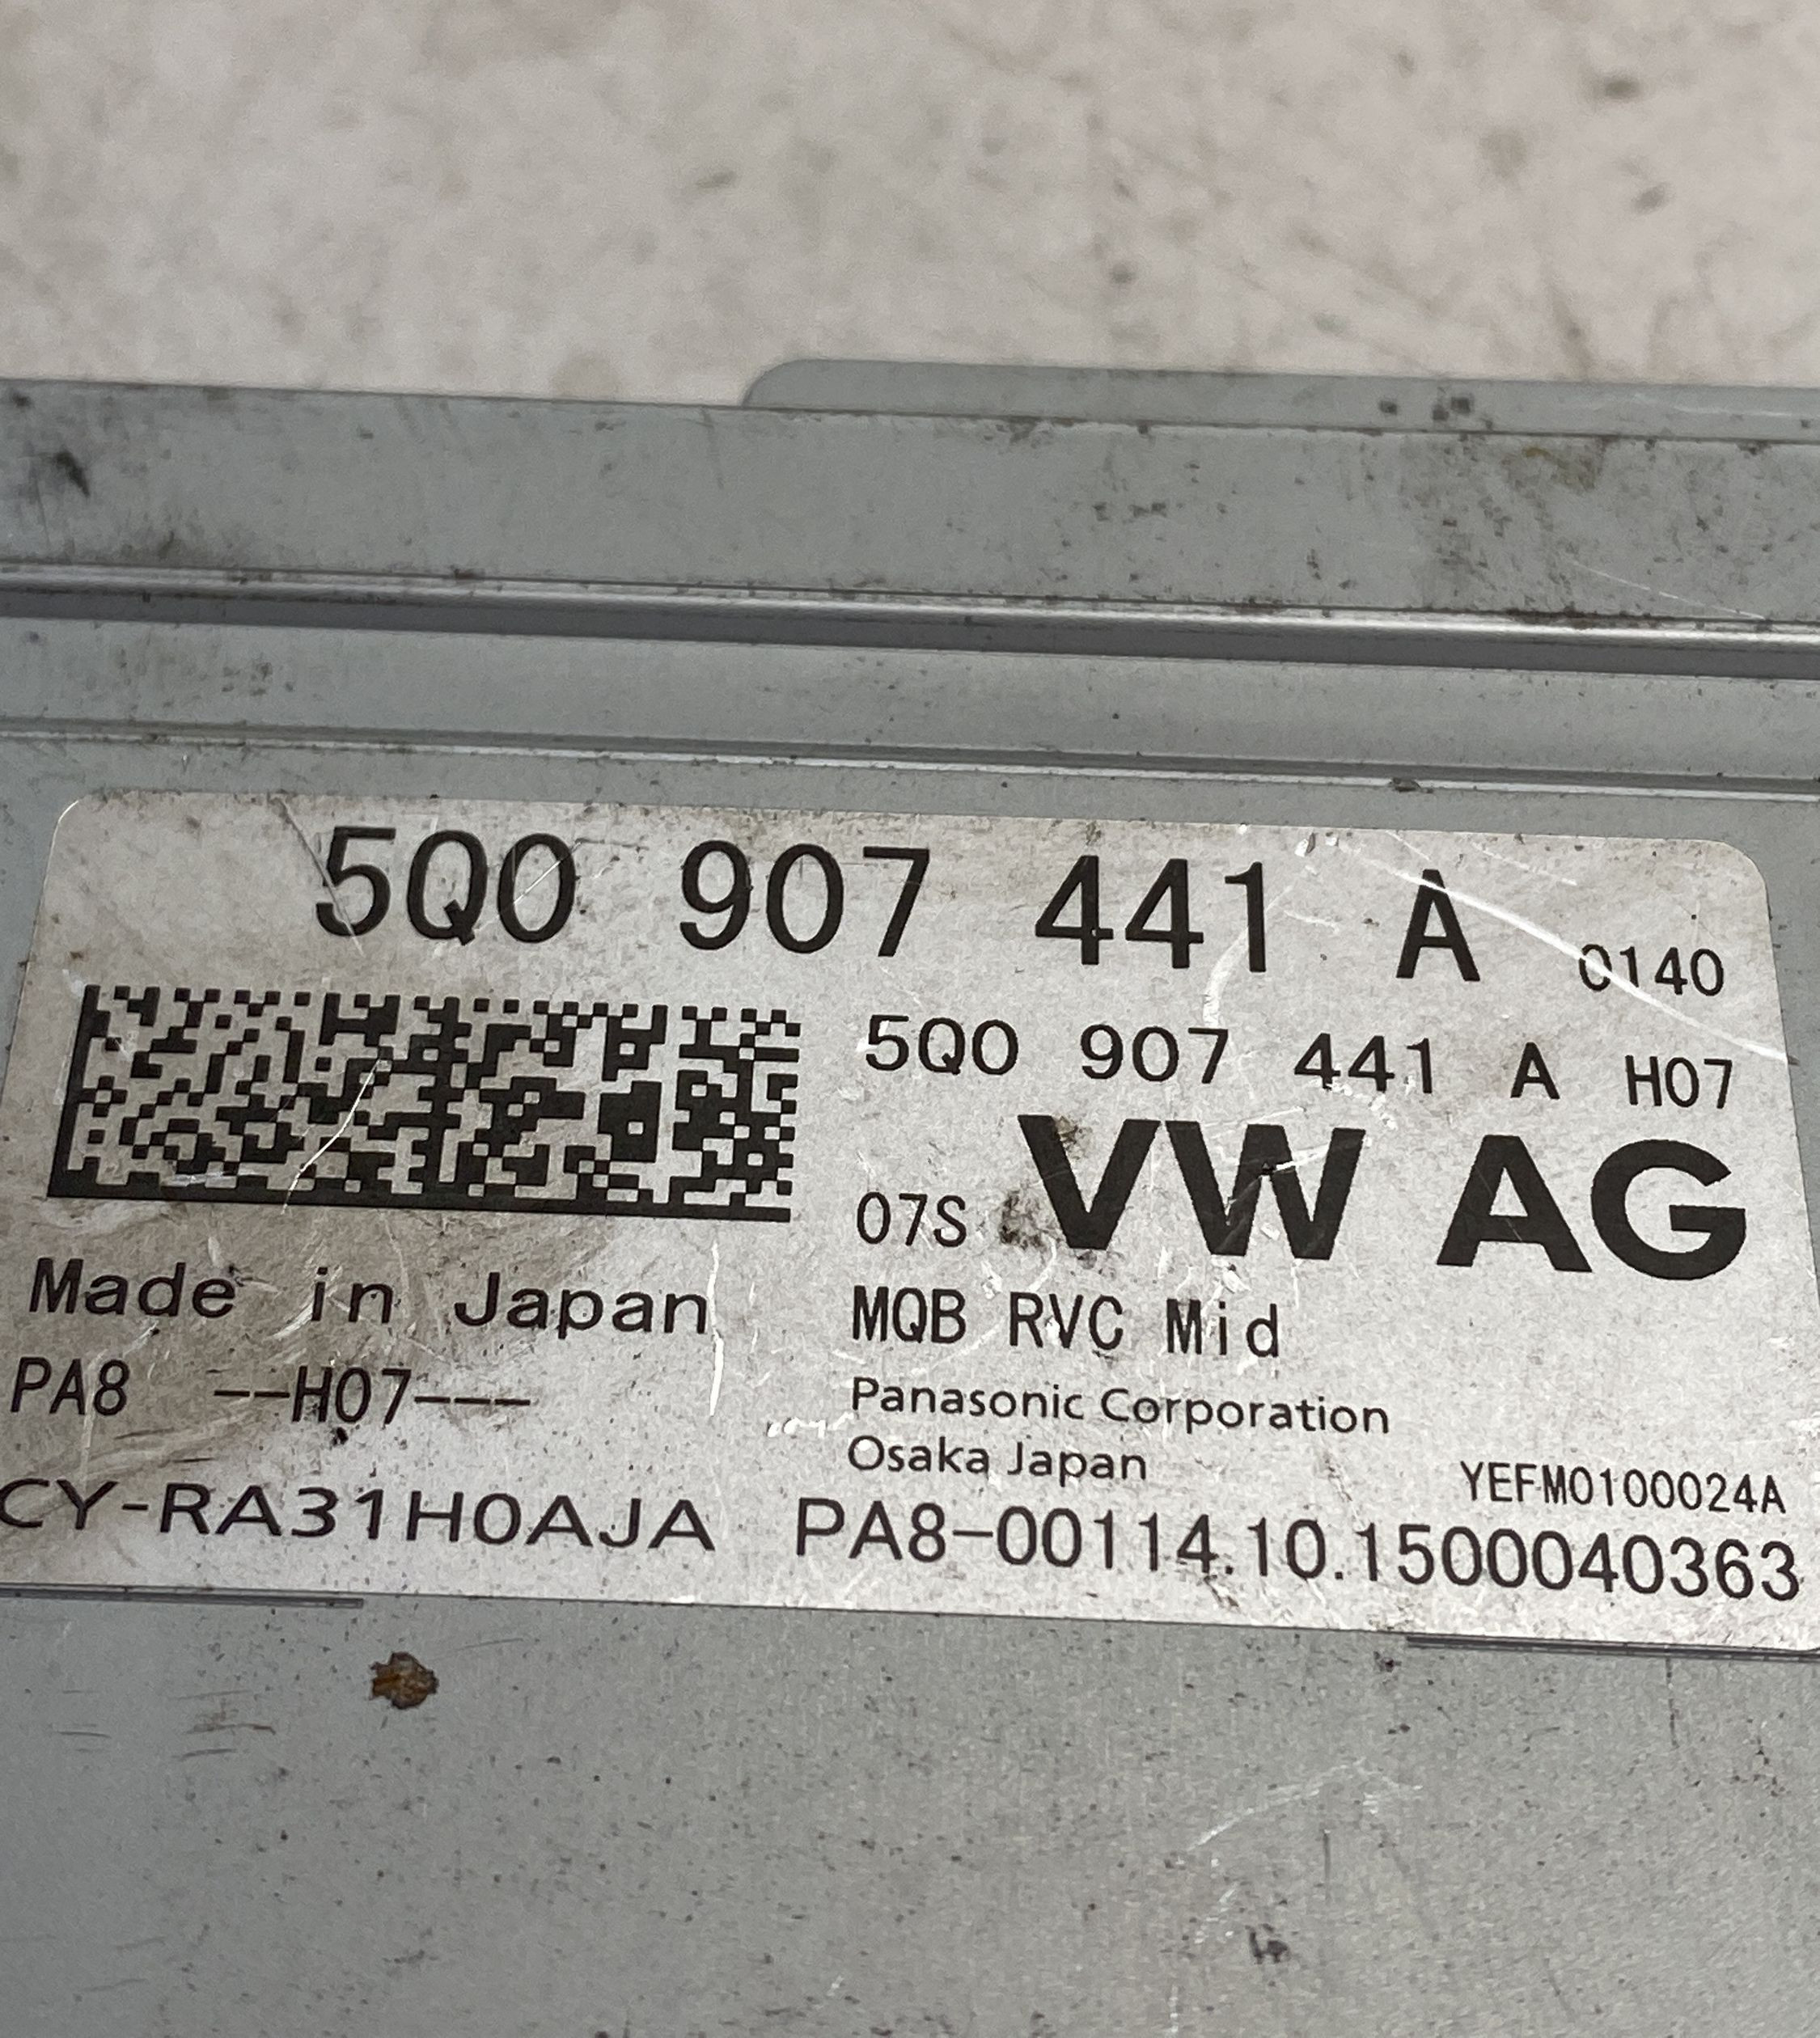 5Q0 907 441 A 0140
5Q0 907 441 A H07
07S VW AG
Made in Japan
MQB RVC Mid
PA8 --H07---
Panasonic Corporation
Osaka Japan
YEFM0100024A
CY-RA31H0AJA PA8-00114.10.1500040363